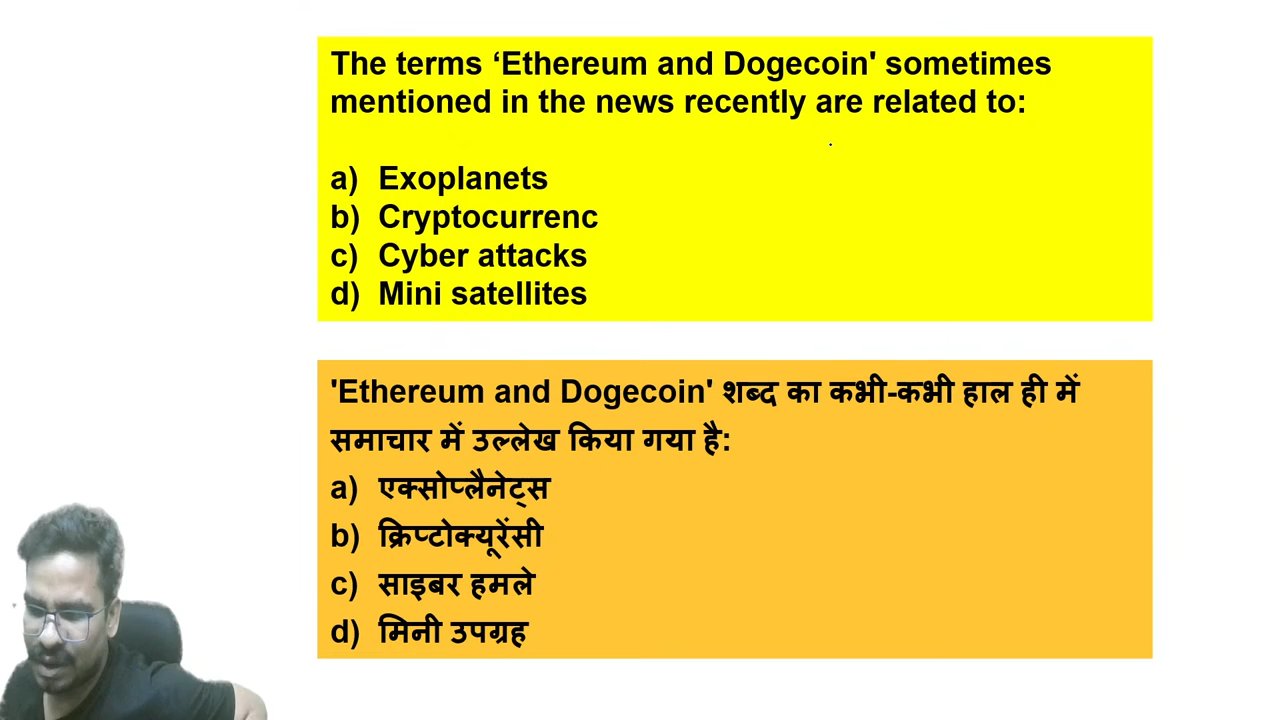 The terms ‘Ethereum and Dogecoin' sometimes
mentioned in the news recently are related to:
a) Exoplanets
b) Cryptocurrenc
c) Cyber attacks
d) Mini satellites
'Ethereum and Dogecoin' शब्द का कभी-कभी हाल ही में
समाचार में उल्लेख किया गया है:
a) एक्सोप्लैनेट्स
b) क्रिप्टोक्यूरेंसी
c) साइबर हमले
d) मिनी उपग्रह